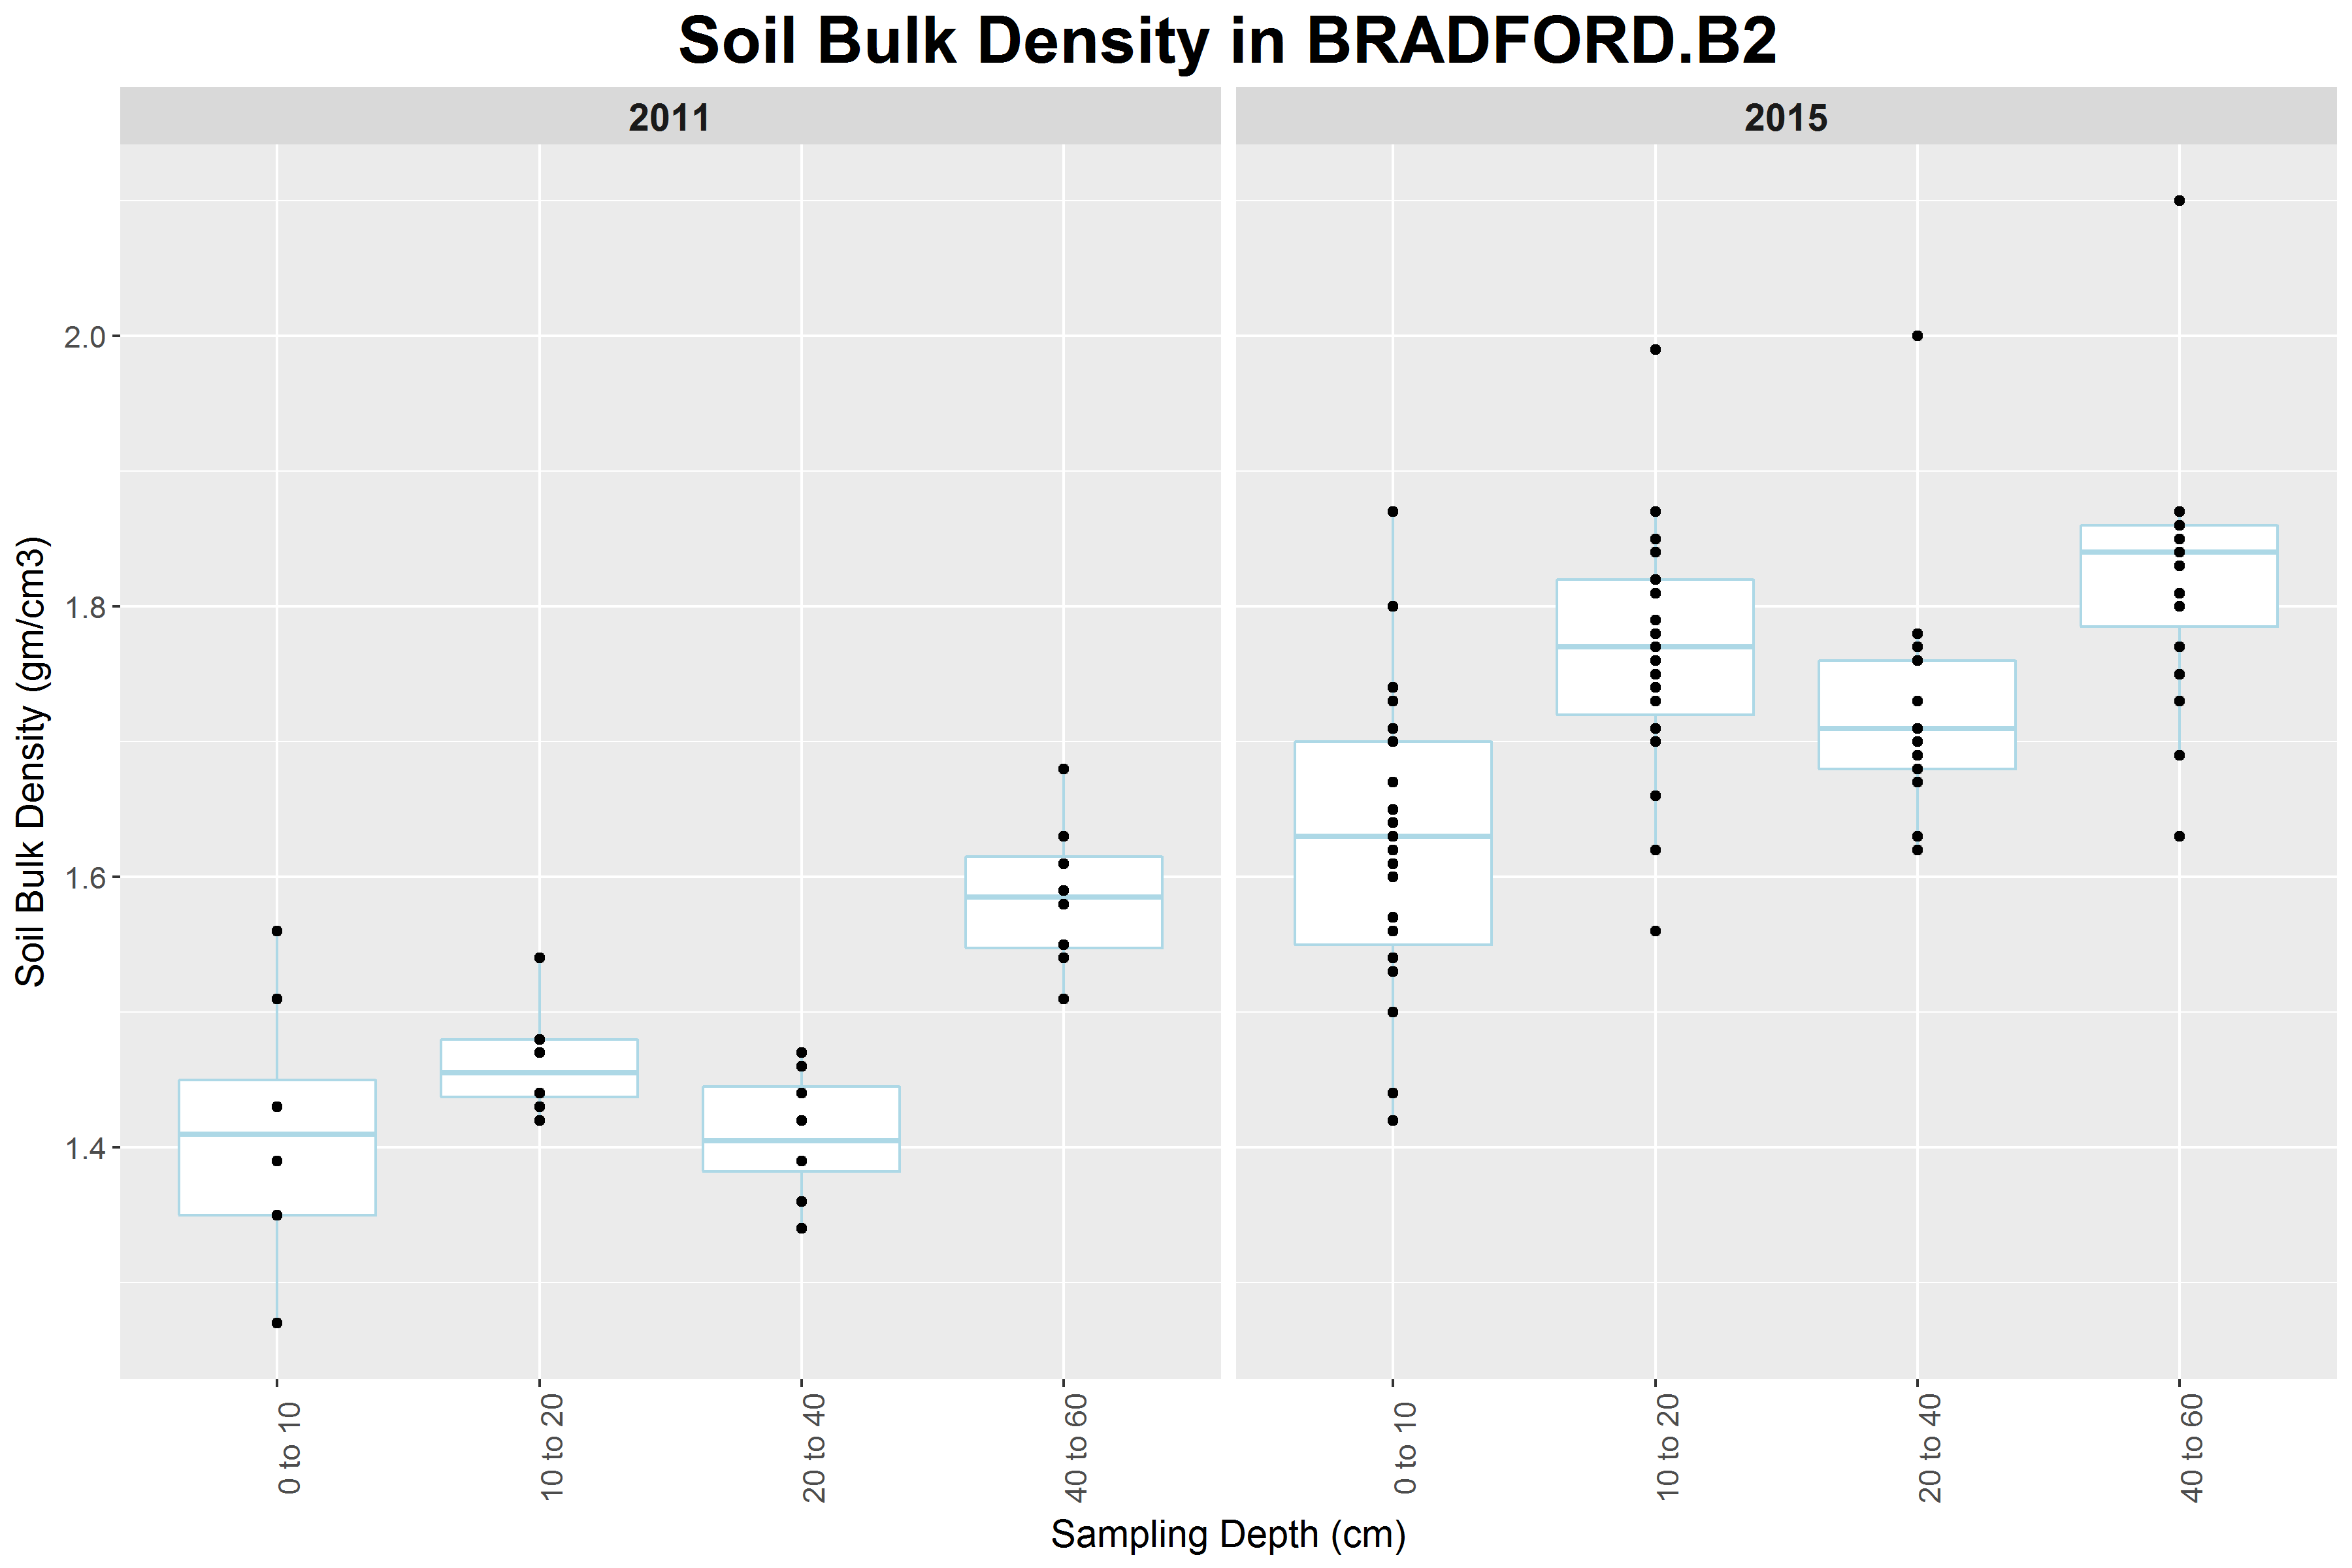 Soil Bulk Density in BRADFORD.B2
2011
2015
Soil Bulk Density (gm/cm3)
2.0
1.8
1.6
1.4
0 to 10
10 to 20
20 to 40
40 to 60
0 to 10
10 to 20
20 to 40
40 to 60
Sampling Depth (cm)